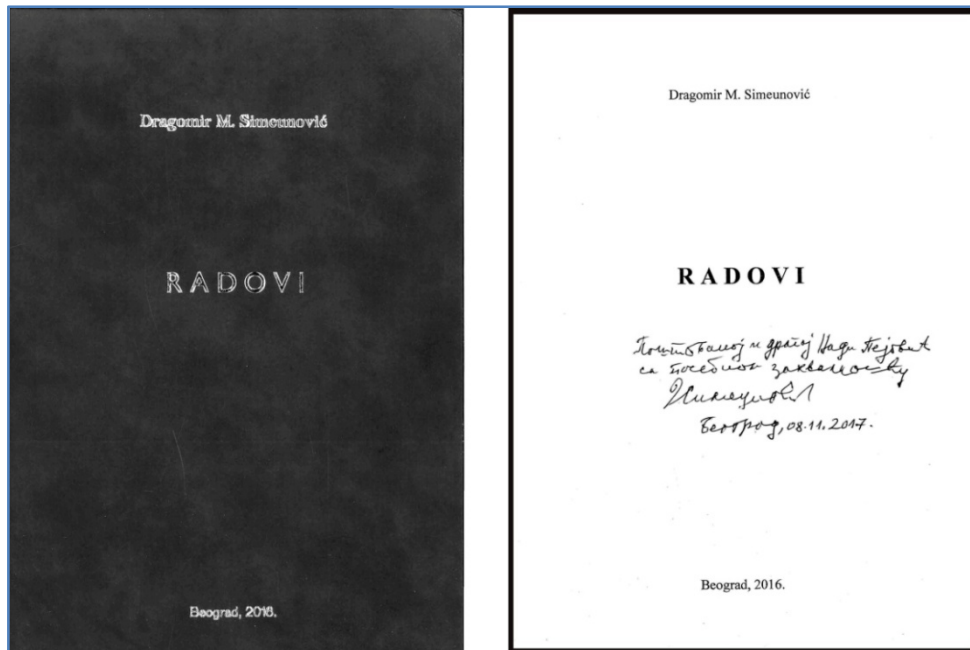 Dragomir M. Simeunović
RADOVI
Beograd, 2016.
Dragomir M. Simeunović
RADOVI
Поштованој и драгој Нади Пејовић
са посебном захвалношћу
Београд, 08.11.2017.
Beograd, 2016.